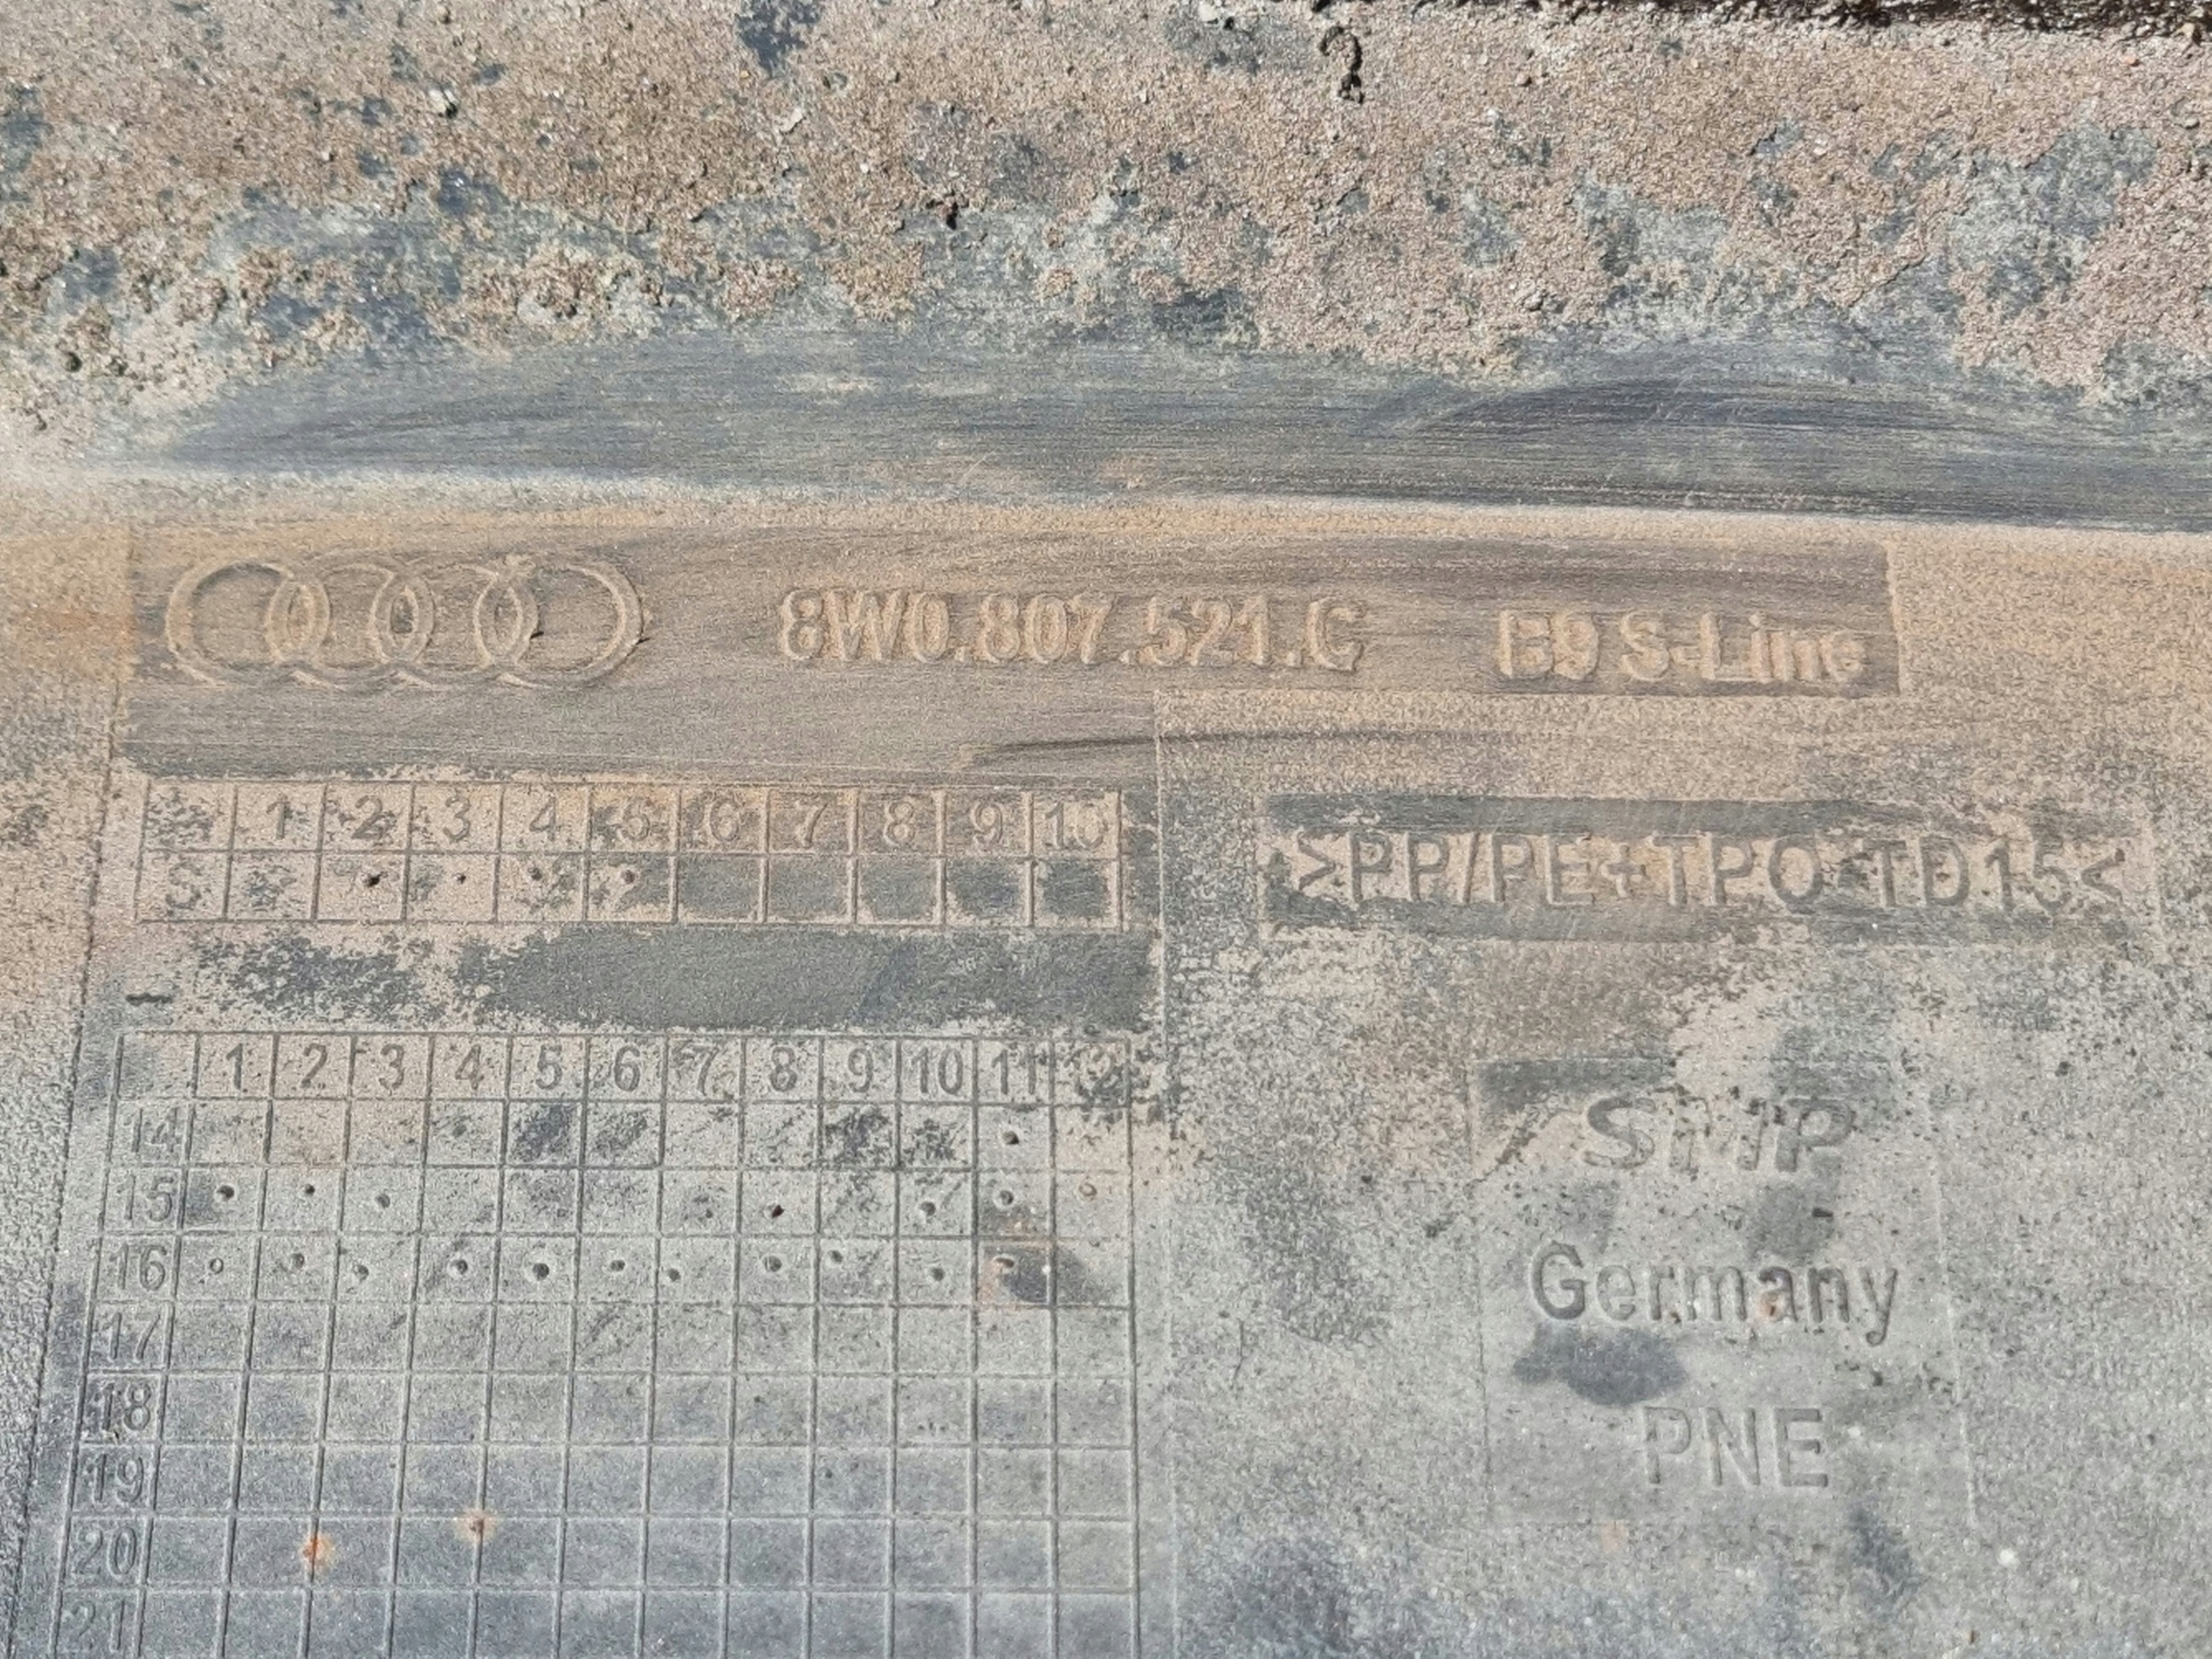 8W0.807.521.C B9 S-Line
1 2 3 4 5 6 7 8 9 10
S
>PP/PE+TPO-TD15<
1 2 3 4 5 6 7 8 9 10 11 12
14
15
16
17
18
19
20
21
SMP
Germany
PNE